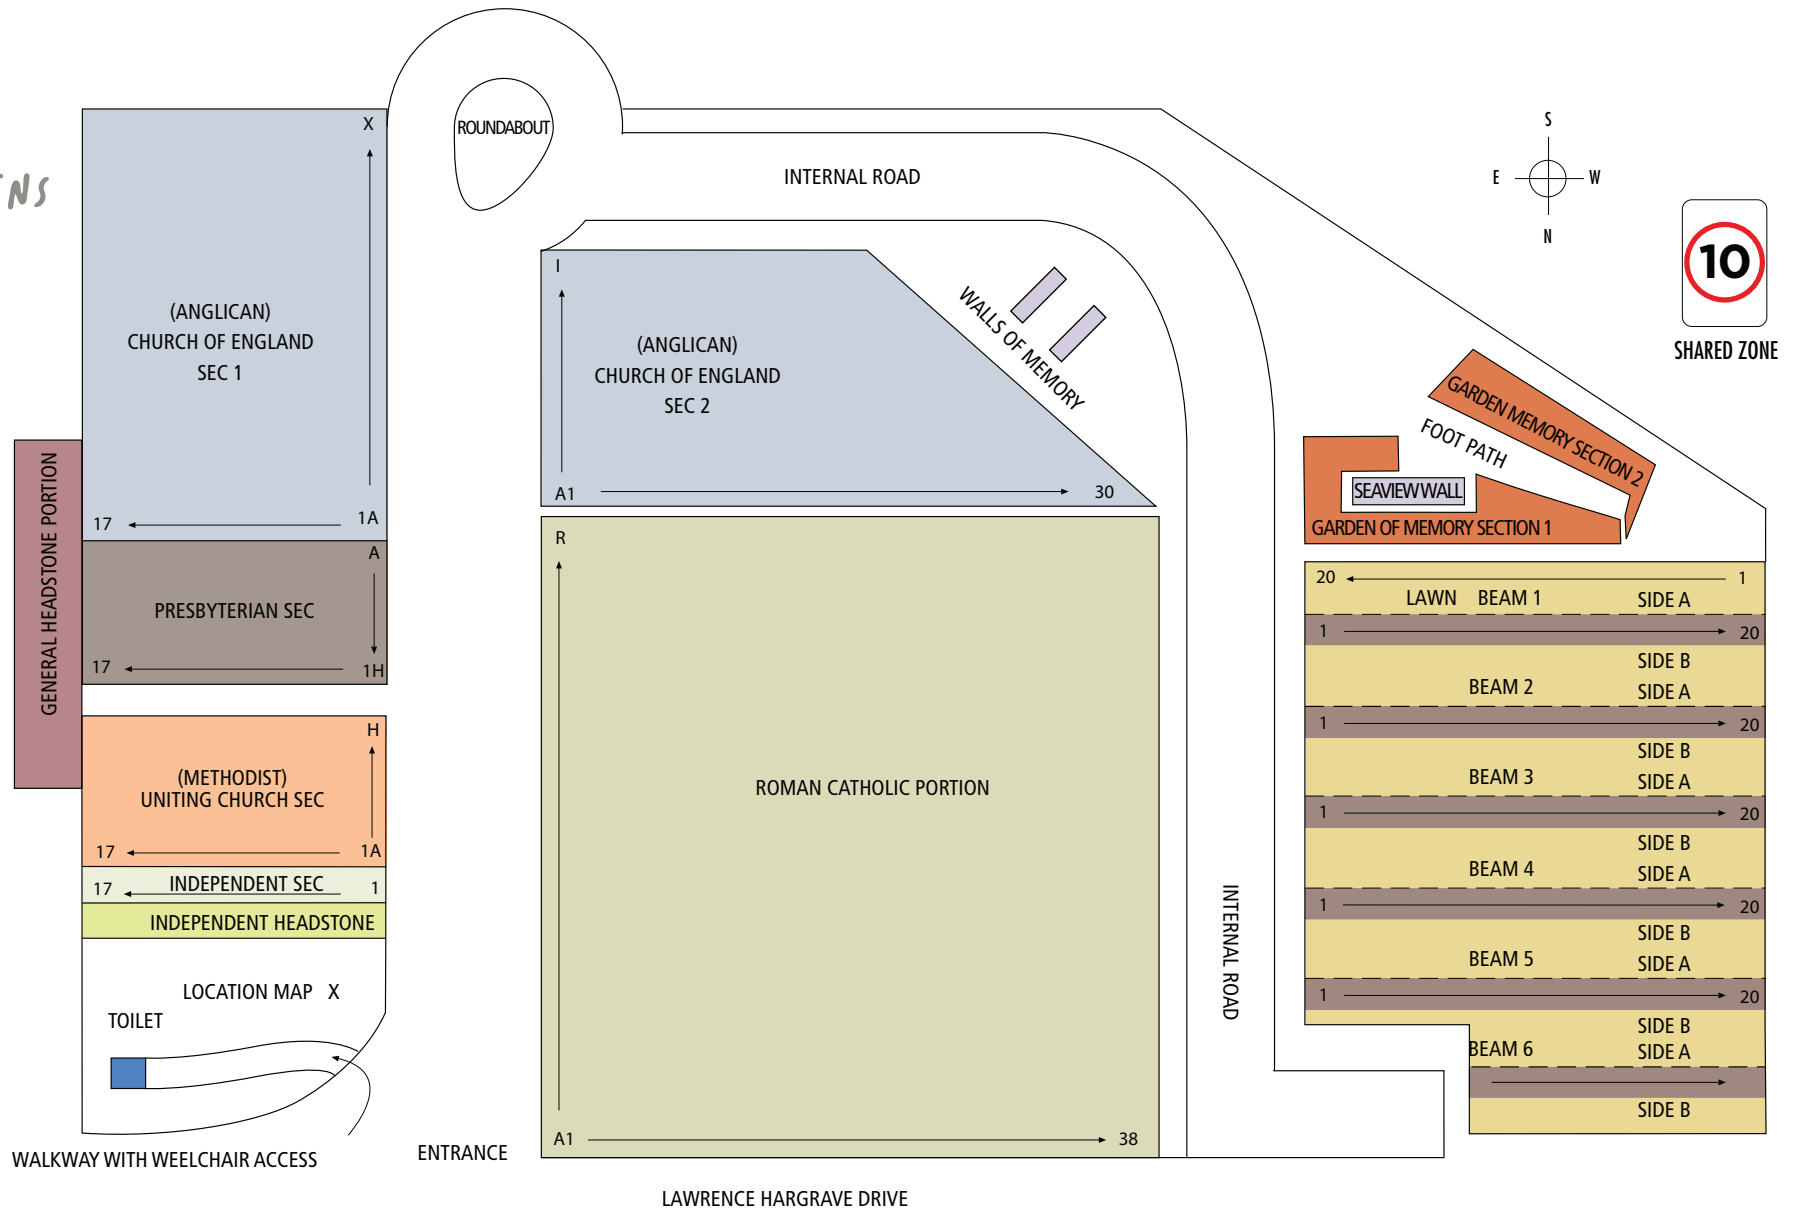 ENS
X
(ANGLICAN)
CHURCH OF ENGLAND
SEC 1
17
1A
GENERAL HEADSTONE PORTION
A
PRESBYTERIAN SEC
17
1H
H
(METHODIST)
UNITING CHURCH SEC
17
1A
17
INDEPENDENT SEC
1
INDEPENDENT HEADSTONE
LOCATION MAP X
TOILET
WALKWAY WITH WEELCHAIR ACCESS
ENTRANCE
LAWRENCE HARGRAVE DRIVE
ROUNDABOUT
INTERNAL ROAD
I
(ANGLICAN)
CHURCH OF ENGLAND
SEC 2
A1
30
WALLS OF MEMORY
R
ROMAN CATHOLIC PORTION
A1
38
INTERNAL ROAD
S
E
W
N
10
SHARED ZONE
GARDEN MEMORY SECTION 2
FOOT PATH
SEAVIEW WALL
GARDEN OF MEMORY SECTION 1
20
1
LAWN BEAM 1 SIDE A
1
20
SIDE B
BEAM 2 SIDE A
1
20
SIDE B
BEAM 3 SIDE A
1
20
SIDE B
BEAM 4 SIDE A
1
20
SIDE B
BEAM 5 SIDE A
1
20
SIDE B
BEAM 6 SIDE A
SIDE B